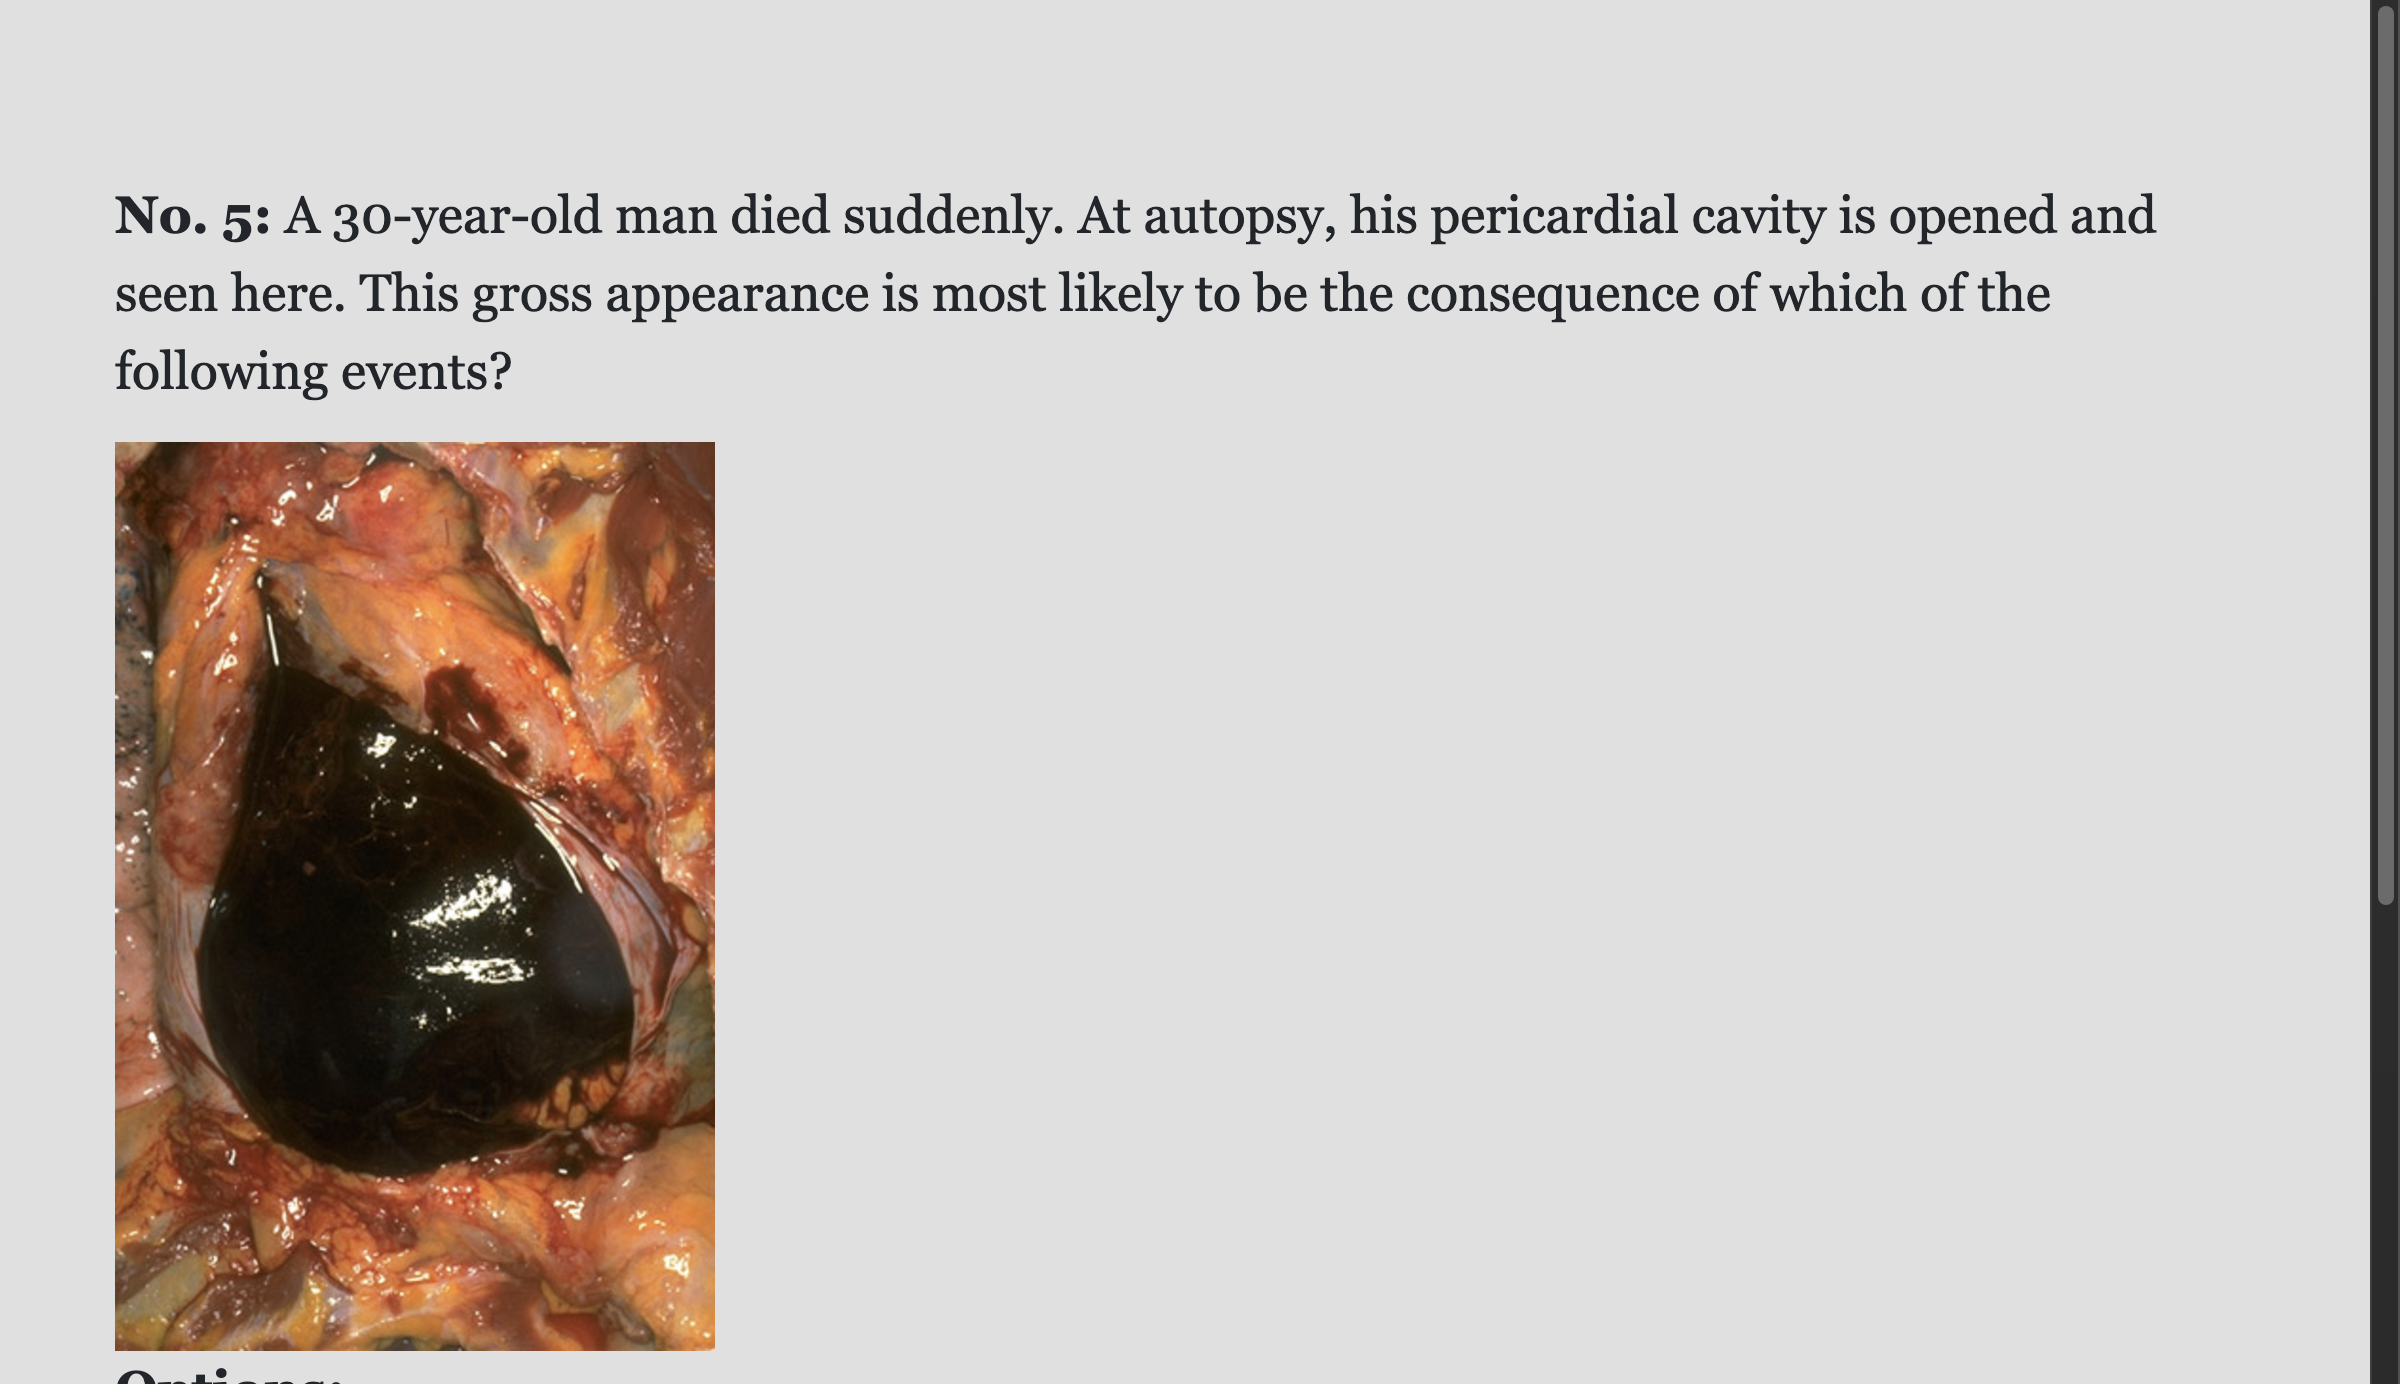 No. 5: A 30-year-old man died suddenly. At autopsy, his pericardial cavity is opened and
seen here. This gross appearance is most likely to be the consequence of which of the
following events?
Options: